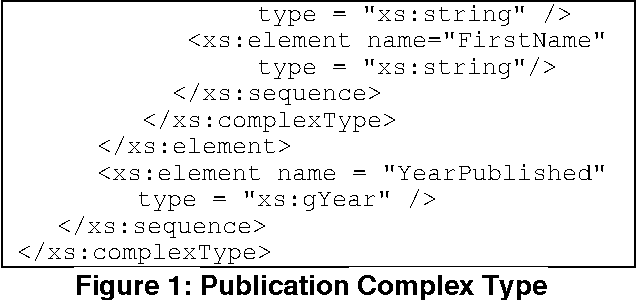 type = "xs:string" />
<xs:element name="FirstName"
type = "xs:string"/>
</xs:sequence>
</xs:complexType>
</xs:element>
<xs:element name = "YearPublished"
type = "xs:gYear" />
</xs:sequence>
</xs:complexType>
Figure 1: Publication Complex Type